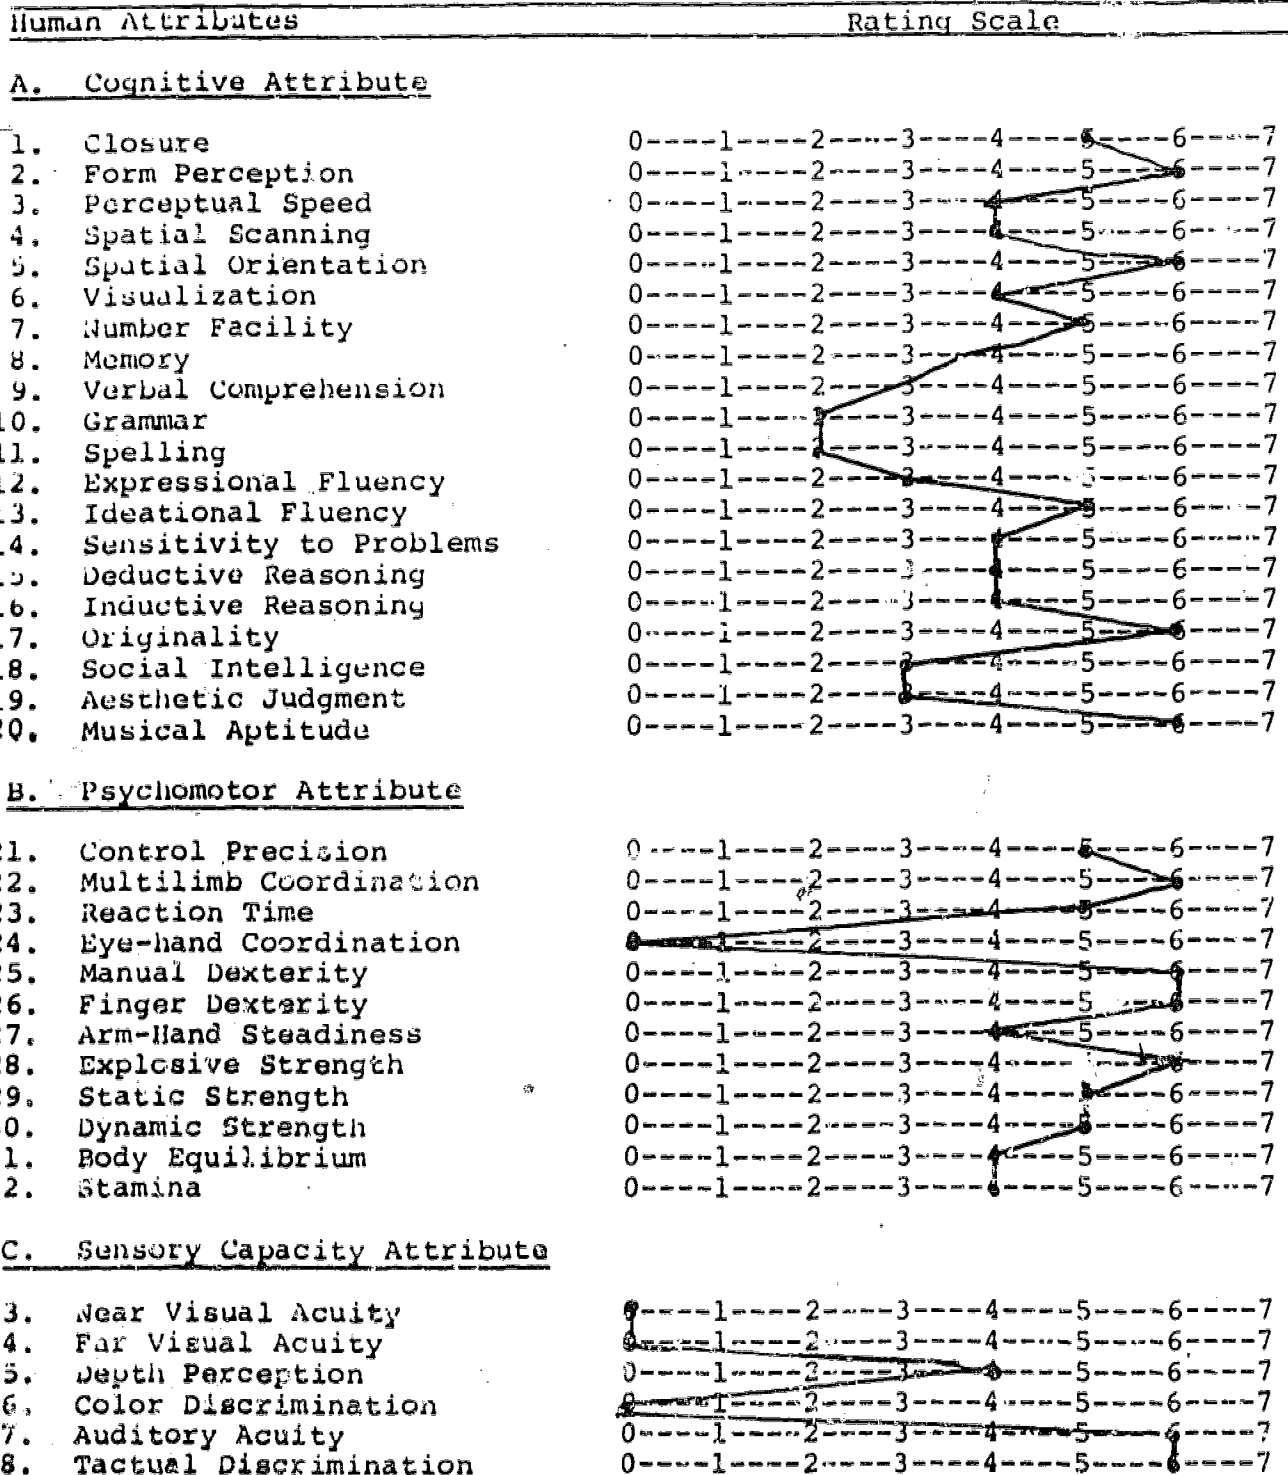 Human Attributes Rating Scale
A. Cognitive Attribute
1. Closure 0----1----2----3----4----5----6----7
2. Form Perception 0----1----2----3----4----5----6----7
3. Perceptual Speed 0----1----2----3----4----5----6----7
4. Spatial Scanning 0----1----2----3----4----5----6----7
5. Spatial Orientation 0----1----2----3----4----5----6----7
6. Visualization 0----1----2----3----4----5----6----7
7. Number Facility 0----1----2----3----4----5----6----7
8. Memory 0----1----2----3----4----5----6----7
9. Verbal Comprehension 0----1----2----3----4----5----6----7
10. Grammar 0----1----2----3----4----5----6----7
11. Spelling 0----1----2----3----4----5----6----7
12. Expressional Fluency 0----1----2----3----4----5----6----7
13. Ideational Fluency 0----1----2----3----4----5----6----7
14. Sensitivity to Problems 0----1----2----3----4----5----6----7
15. Deductive Reasoning 0----1----2----3----4----5----6----7
16. Inductive Reasoning 0----1----2----3----4----5----6----7
17. Originality 0----1----2----3----4----5----6----7
18. Social Intelligence 0----1----2----3----4----5----6----7
19. Aesthetic Judgment 0----1----2----3----4----5----6----7
20. Musical Aptitude 0----1----2----3----4----5----6----7
B. Psychomotor Attribute
21. Control Precision 0----1----2----3----4----5----6----7
22. Multilimb Coordination 0----1----2----3----4----5----6----7
23. Reaction Time 0----1----2----3----4----5----6----7
24. Eye-hand Coordination 0----1----2----3----4----5----6----7
25. Manual Dexterity 0----1----2----3----4----5----6----7
26. Finger Dexterity 0----1----2----3----4----5----6----7
27. Arm-Hand Steadiness 0----1----2----3----4----5----6----7
28. Explosive Strength 0----1----2----3----4----5----6----7
29. Static Strength 0----1----2----3----4----5----6----7
0. Dynamic Strength 0----1----2----3----4----5----6----7
1. Body Equilibrium 0----1----2----3----4----5----6----7
2. Stamina 0----1----2----3----4----5----6----7
C. Sensory Capacity Attribute
3. Near Visual Acuity 0----1----2----3----4----5----6----7
4. Far Visual Acuity 0----1----2----3----4----5----6----7
5. Depth Perception 0----1----2----3----4----5----6----7
6. Color Discrimination 0----1----2----3----4----5----6----7
7. Auditory Acuity 0----1----2----3----4----5----6----7
8. Tactual Discrimination 0----1----2----3----4----5----6----7